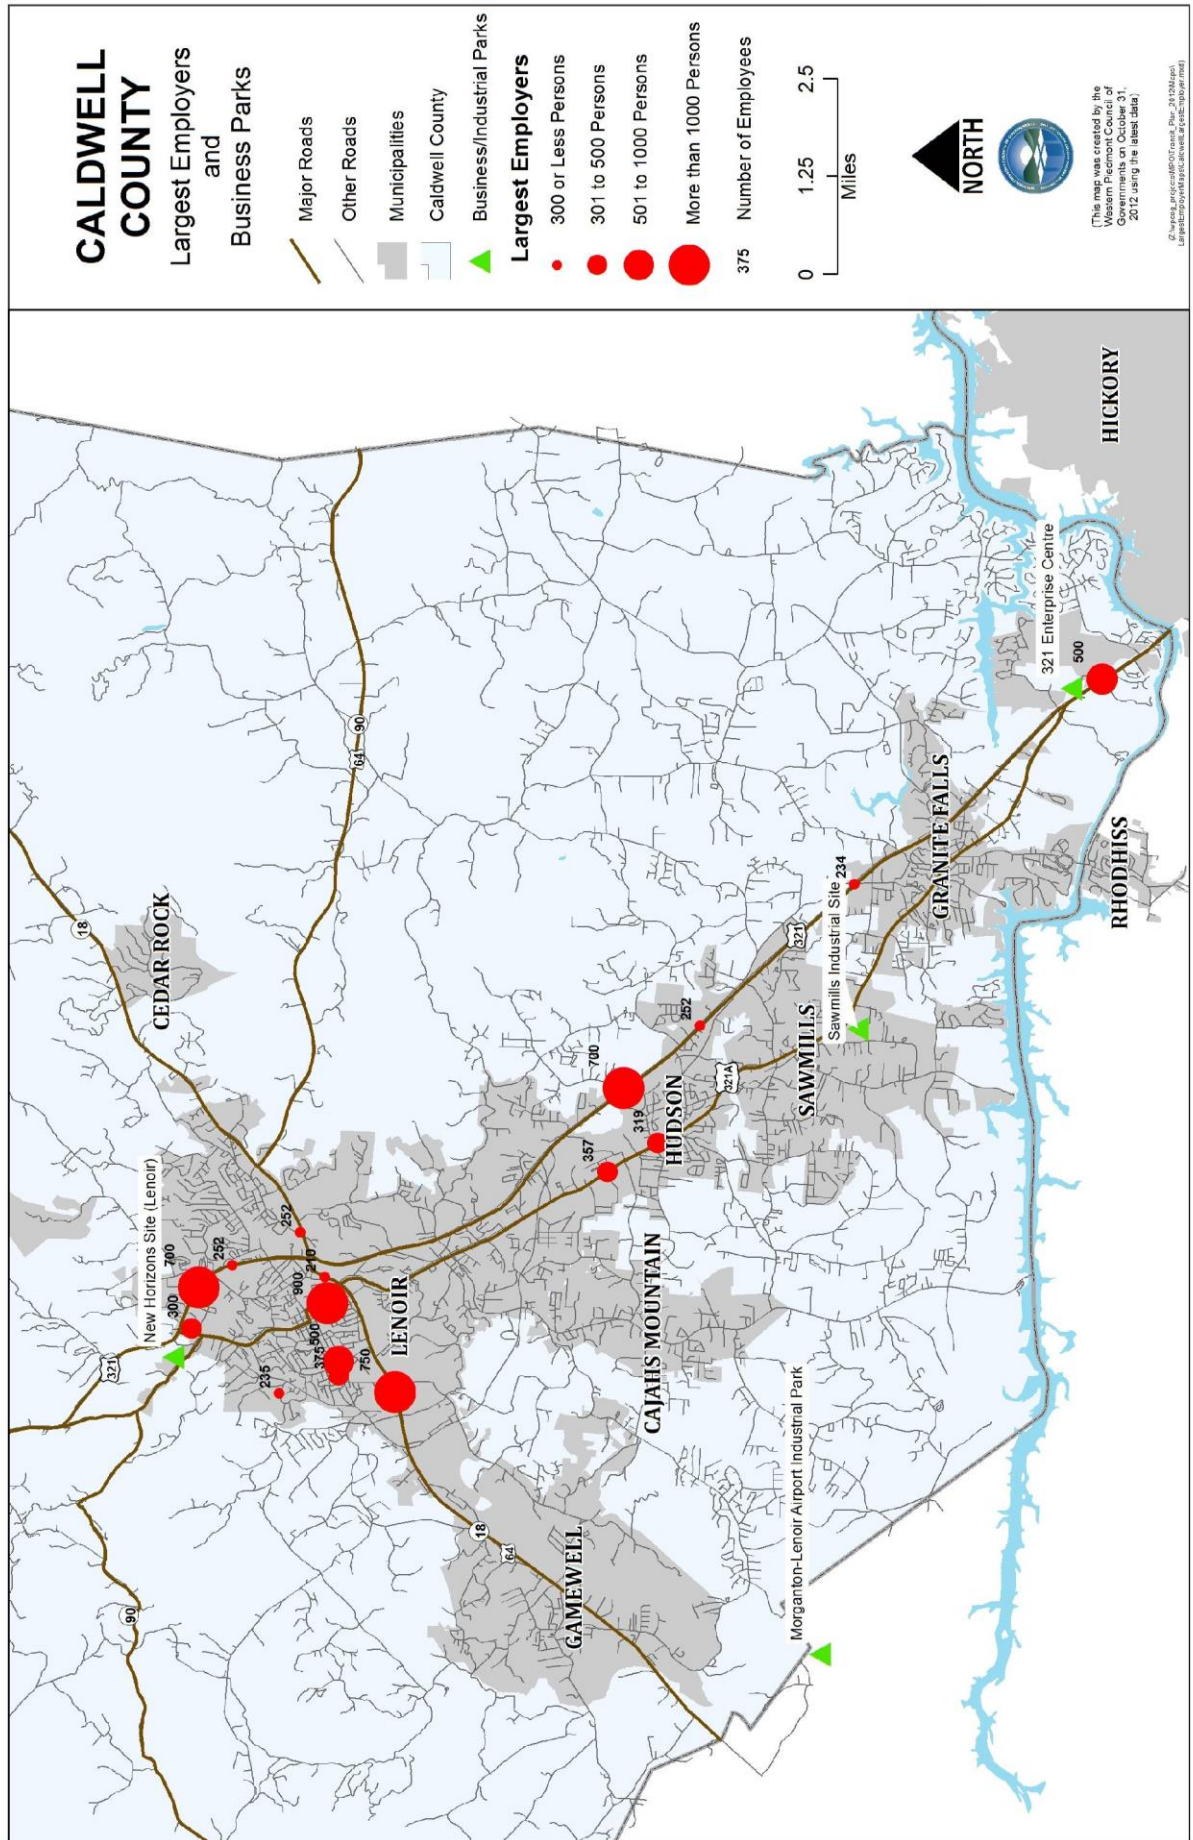 CALDWELL
COUNTY
Largest Employers
and
Business Parks
Major Roads
Other Roads
Municipalities
Caldwell County
Business/Industrial Parks
Largest Employers
300 or Less Persons
301 to 500 Persons
501 to 1000 Persons
More than 1000 Persons
375 Number of Employees
0 1.25 2.5
Miles
NORTH
(This map was created by the
Western Piedmont Council of
Governments on October 31,
2012 using the latest data)
New Horizons Site (Lenoir)
321
90
300
700
252
252
235
210
900
500
375
750
LENOIR
CEDAR ROCK
18
64
90
18
64
GAMEWELL
CAJAHS MOUNTAIN
357
319
700
HUDSON
252
321A
321
SAWMILLS
Sawmills Industrial Site
234
GRANITE FALLS
RHODHISS
321 Enterprise Centre
500
HICKORY
Morganton-Lenoir Airport Industrial Park